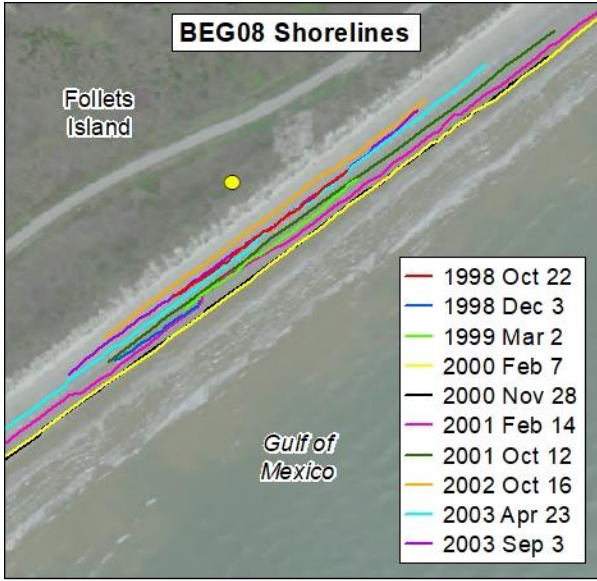 BEG08 Shorelines
Follets
Island
1998 Oct 22
1998 Dec 3
1999 Mar 2
2000 Feb 7
2000 Nov 28
2001 Feb 14
2001 Oct 12
2002 Oct 16
2003 Apr 23
2003 Sep 3
Gulf of
Mexico